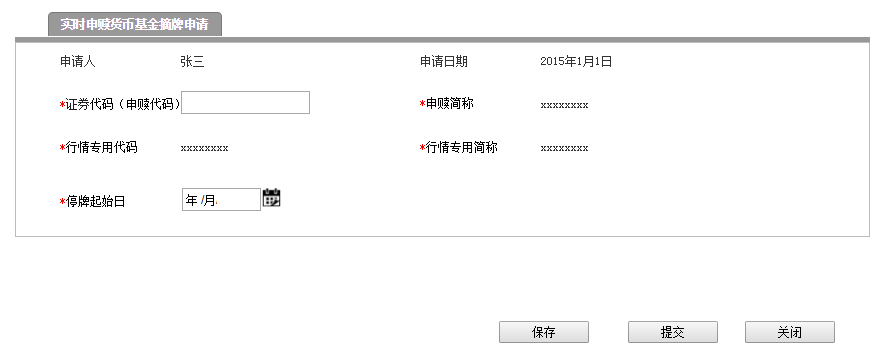 实时申赎货币基金摘牌申请
申请人 张三 申请日期 2015年1月1日
*证券代码（申赎代码） *申赎简称 xxxxxxxx
*行情专用代码 xxxxxxxx *行情专用简称 xxxxxxxx
*停牌起始日 年 /月
保存 提交 关闭